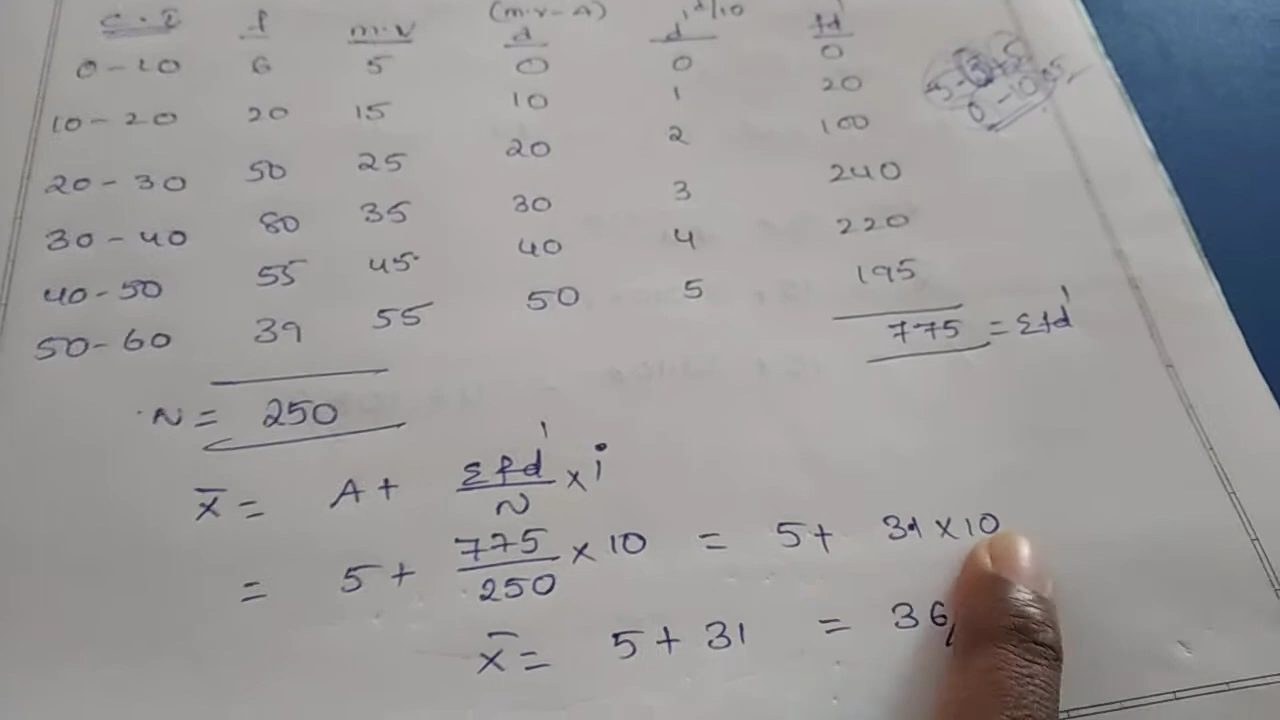 C.I f m.v (m.v-A) d d'/10 d' fd'
0-10 6 5 0 0 0
10-20 20 15 10 1 20
20-30 50 25 20 2 100
30-40 80 35 30 3 240
40-50 55 45 40 4 220
50-60 39 55 50 5 195
775 = Σfd'
N = 250
x̄ = A + Σfd'/N × i
= 5 + 775/250 × 10 = 5 + 3.1 × 10
x̄ = 5 + 31 = 36